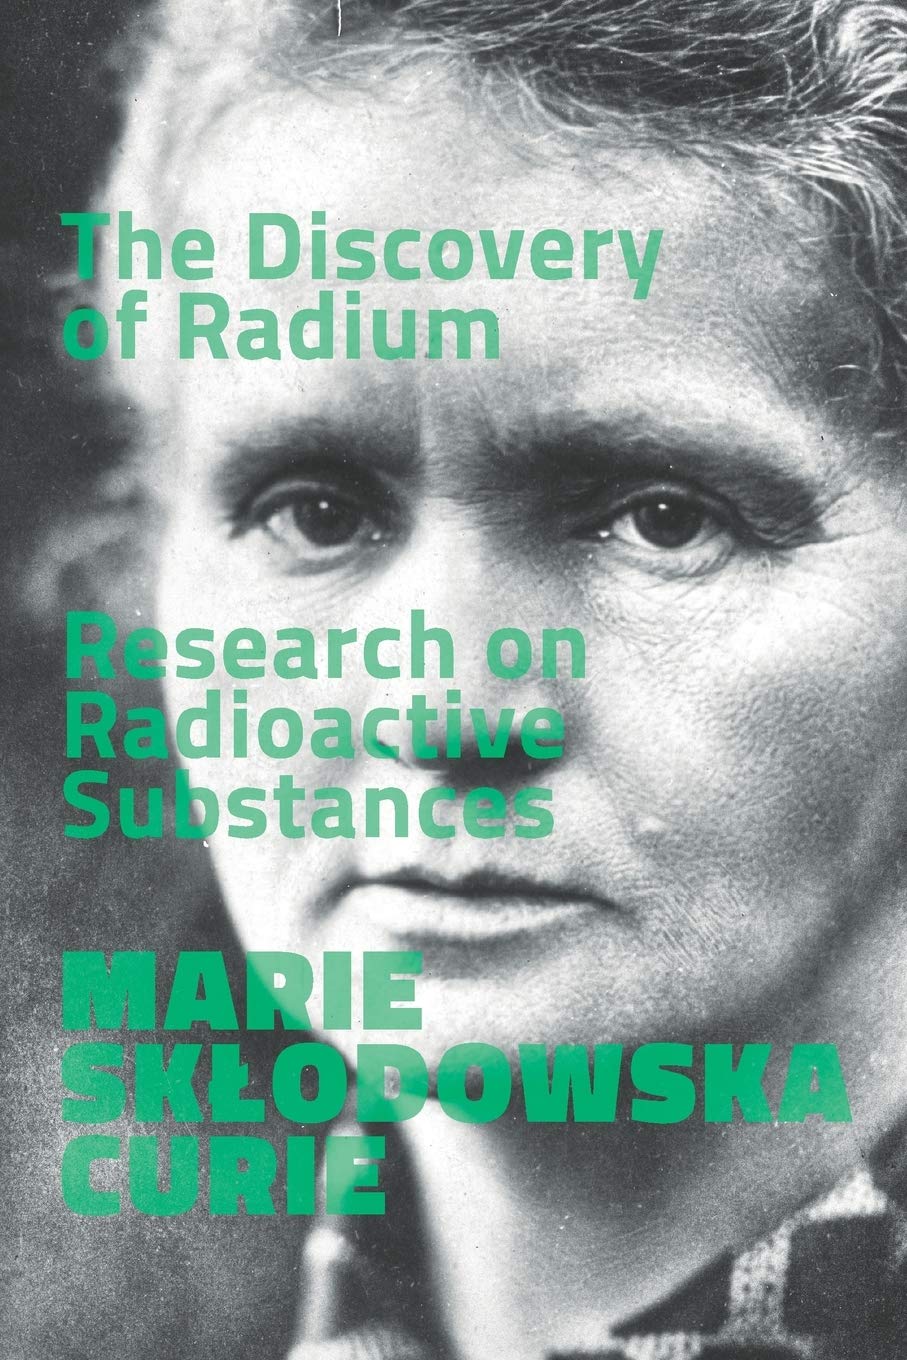 The Discovery
of Radium
Research on
Radioactive
Substances
MARIE
SKŁODOWSKA
CURIE